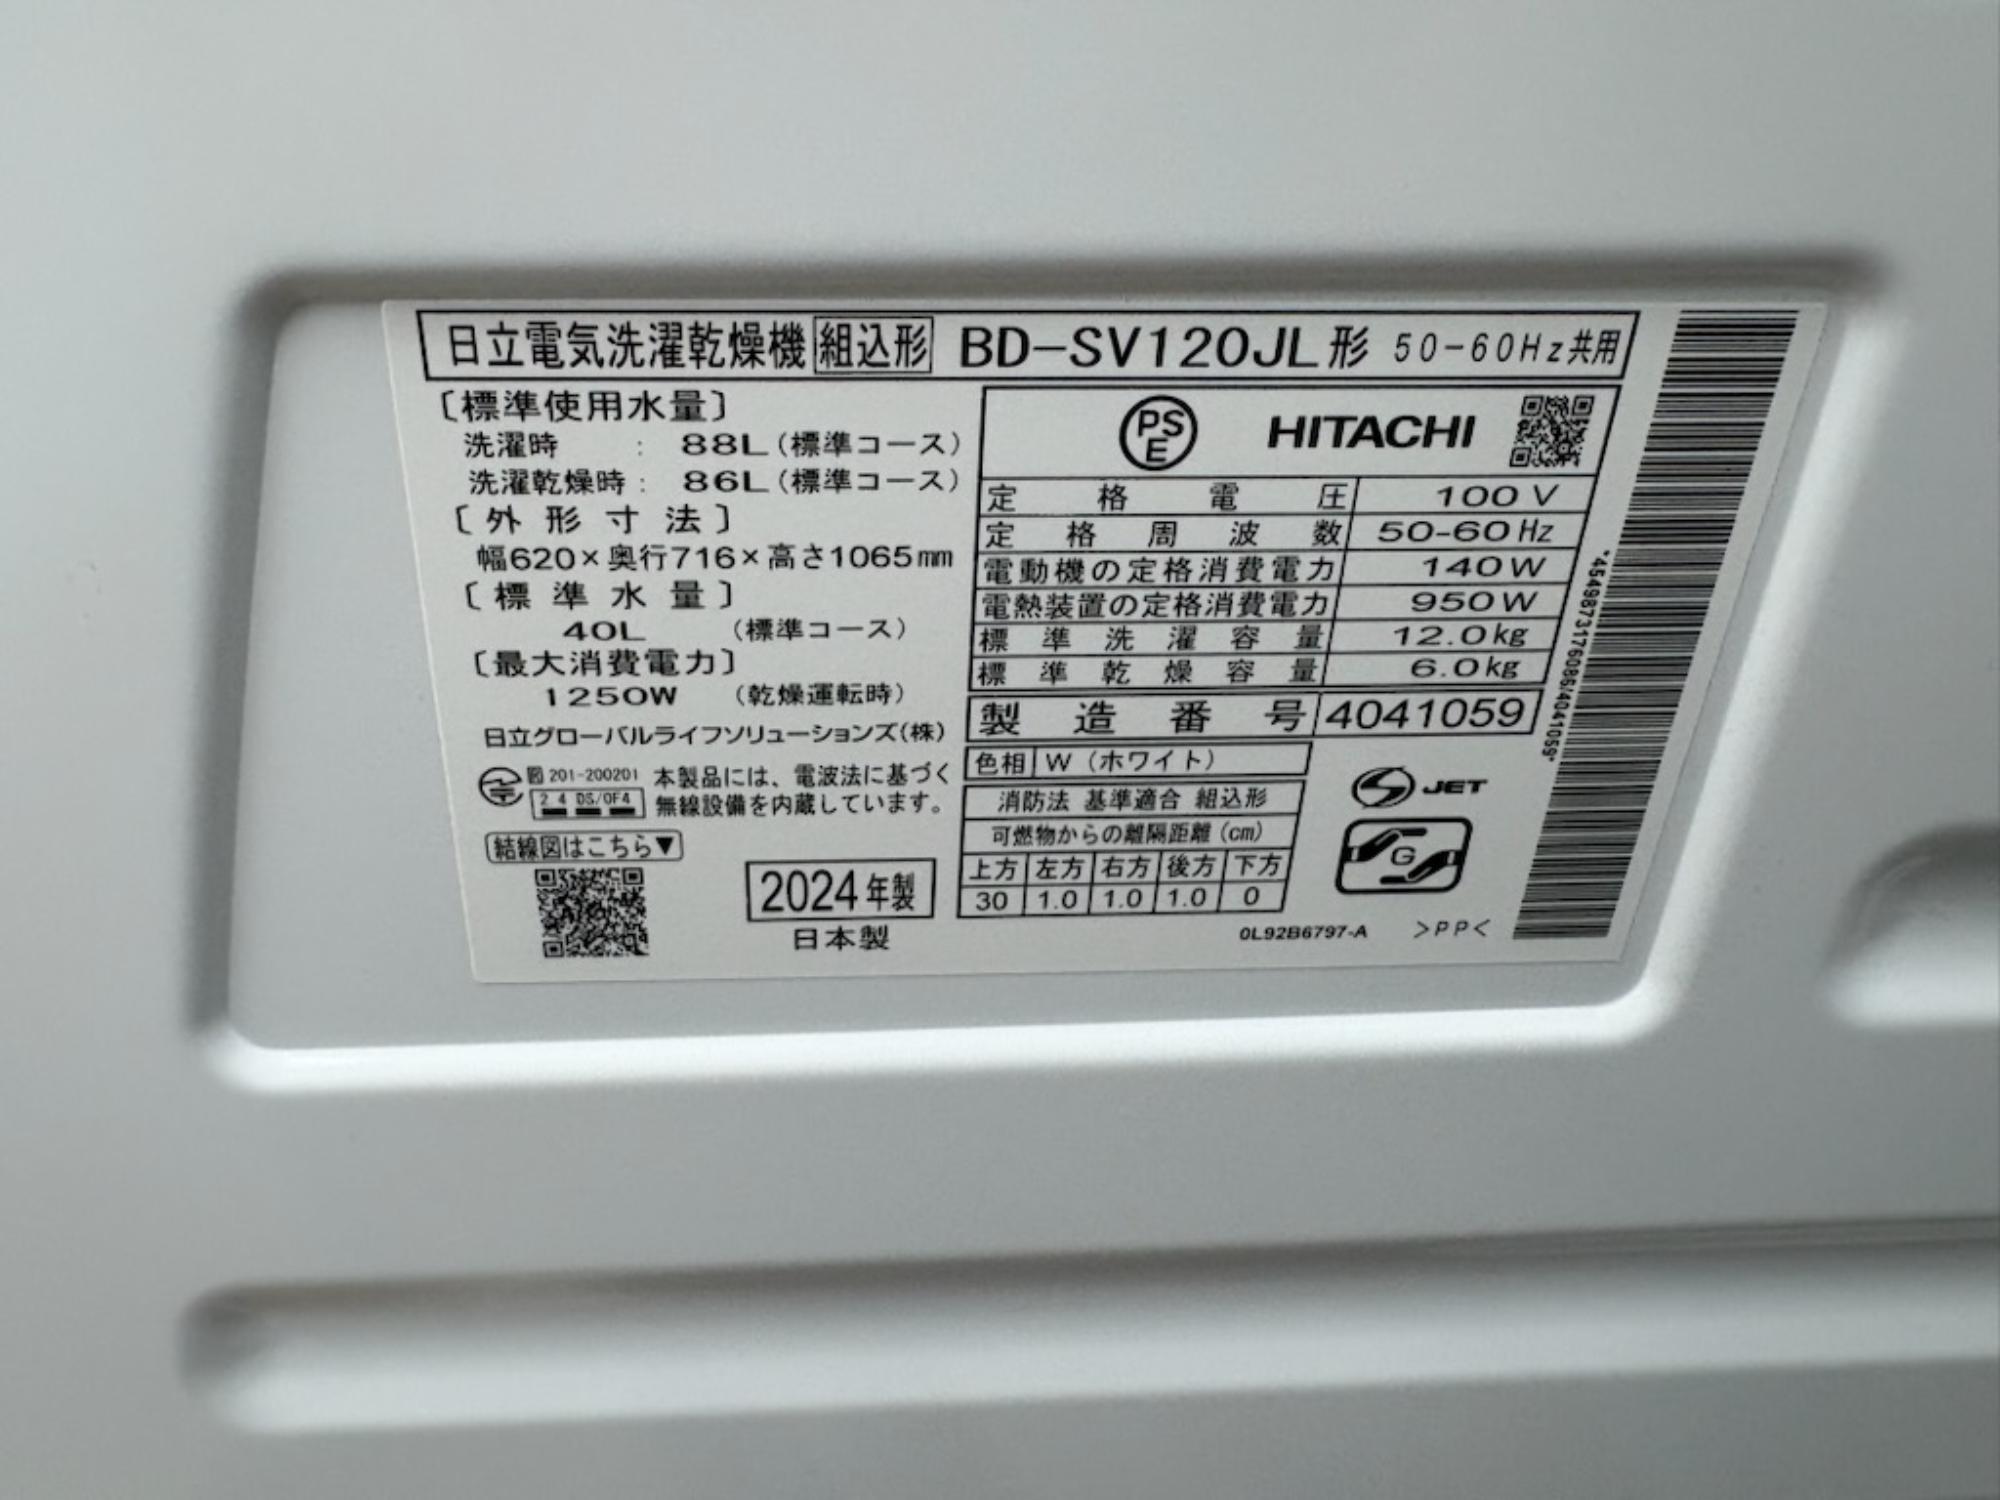 日立電気洗濯乾燥機 組込形 BD-SV120JL形 50-60Hz共用
〔標準使用水量〕
洗濯時 : 88L(標準コース)
洗濯乾燥時: 86L(標準コース)
〔外形寸法〕
幅620×奥行716×高さ1065mm
〔標準水量〕
40L (標準コース)
〔最大消費電力〕
1250W (乾燥運転時)
日立グローバルライフソリューションズ(株)
201-200201
2.4 DS/OF4
本製品には、電波法に基づく
無線設備を内蔵しています。
結線図はこちら▼
2024年製
日本製
PSE HITACHI
定格電圧 100V
定格周波数 50-60Hz
電動機の定格消費電力 140W
電熱装置の定格消費電力 950W
標準洗濯容量 12.0kg
標準乾燥容量 6.0kg
製造番号 4041059
色相 W(ホワイト)
消防法 基準適合 組込形
可燃物からの離隔距離(cm)
上方 左方 右方 後方 下方
30 1.0 1.0 1.0 0
JET
G
0L92B6797-A >PP<
*4549873176086/4041059*